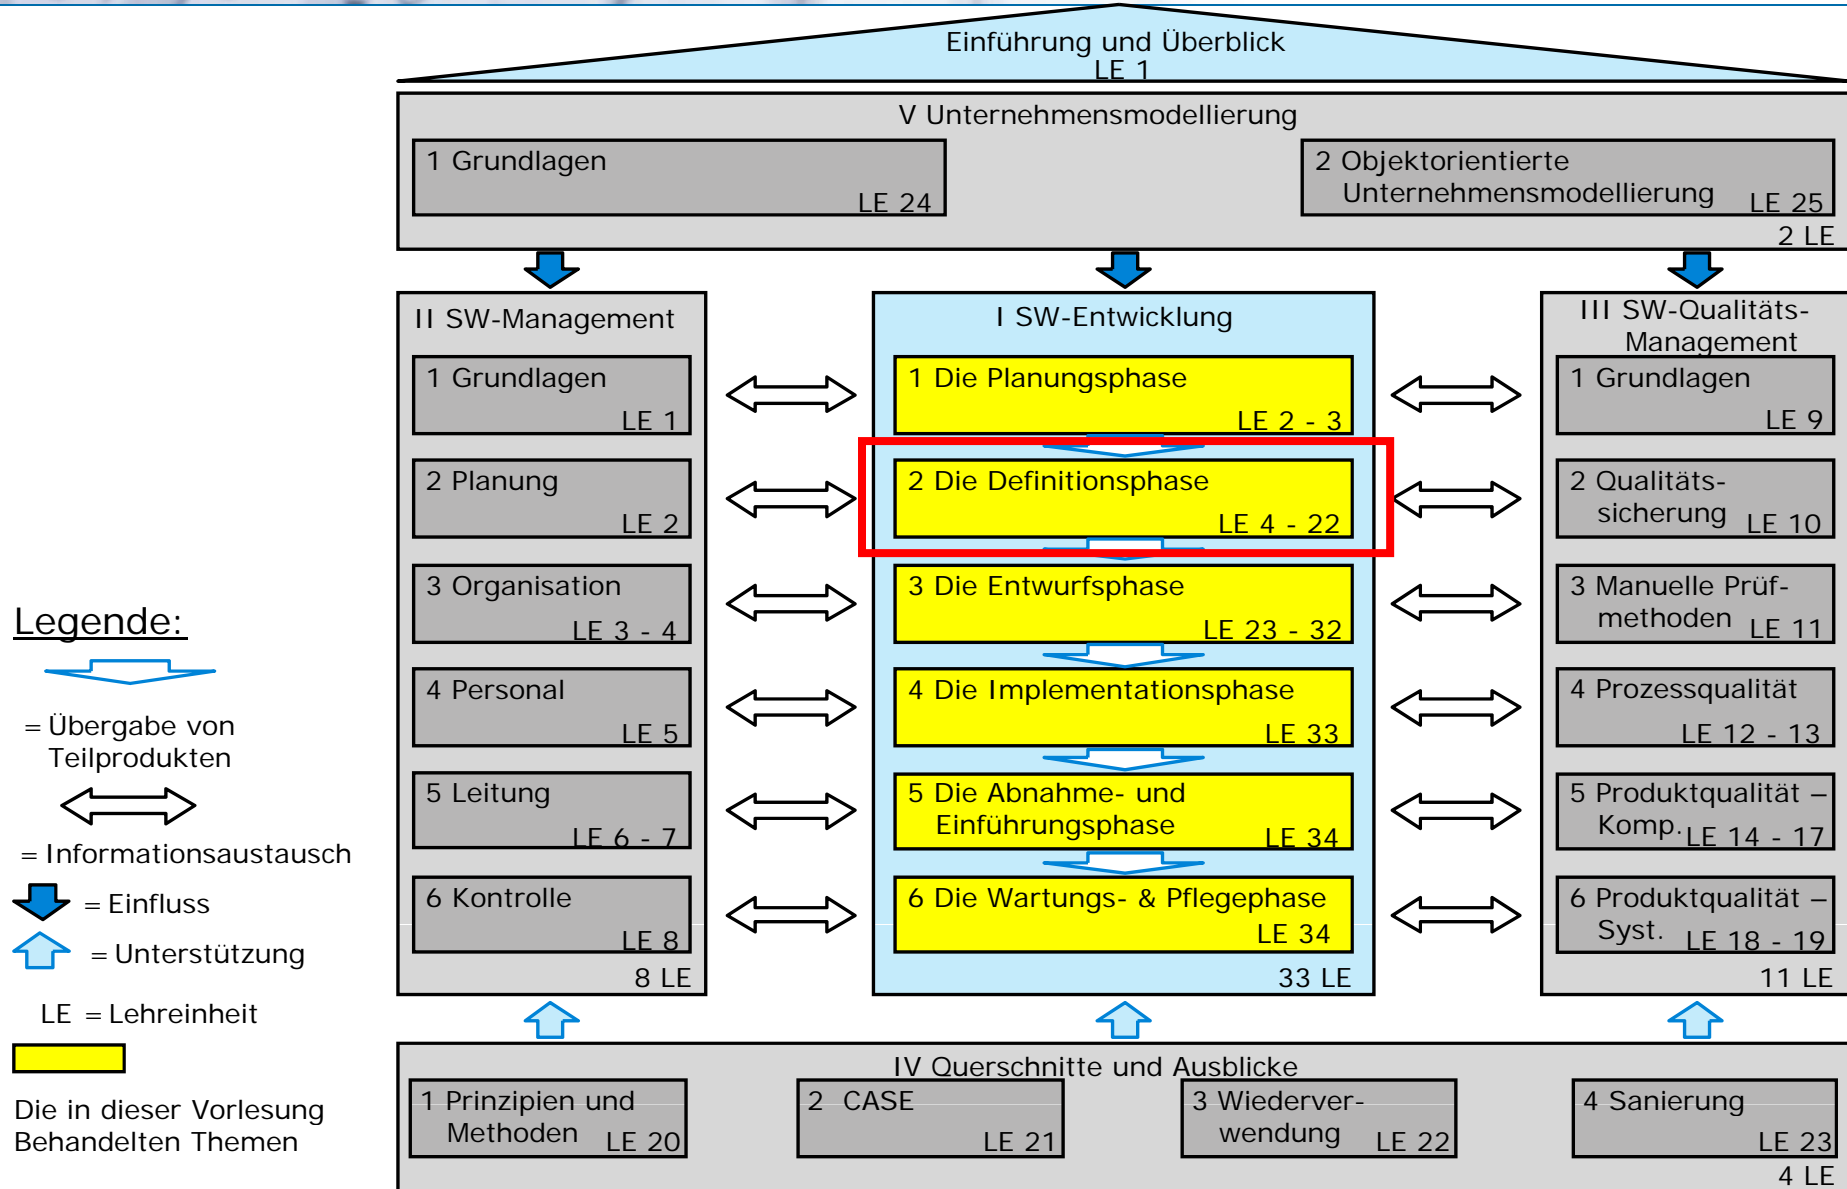 Einführung und Überblick
LE 1
V Unternehmensmodellierung
1 Grundlagen
LE 24
2 Objektorientierte
Unternehmensmodellierung
LE 25
2 LE
II SW-Management
1 Grundlagen
LE 1
2 Planung
LE 2
3 Organisation
LE 3 - 4
4 Personal
LE 5
5 Leitung
LE 6 - 7
6 Kontrolle
LE 8
8 LE
I SW-Entwicklung
1 Die Planungsphase
LE 2 - 3
2 Die Definitionsphase
LE 4 - 22
3 Die Entwurfsphase
LE 23 - 32
4 Die Implementationsphase
LE 33
5 Die Abnahme- und
Einführungsphase
LE 34
6 Die Wartungs- & Pflegephase
LE 34
33 LE
III SW-Qualitäts-
Management
1 Grundlagen
LE 9
2 Qualitäts-
sicherung LE 10
3 Manuelle Prüf-
methoden LE 11
4 Prozessqualität
LE 12 - 13
5 Produktqualität –
Komp. LE 14 - 17
6 Produktqualität –
Syst. LE 18 - 19
11 LE
IV Querschnitte und Ausblicke
1 Prinzipien und
Methoden LE 20
2 CASE
LE 21
3 Wiederver-
wendung LE 22
4 Sanierung
LE 23
4 LE
Legende:
= Übergabe von
Teilprodukten
= Informationsaustausch
= Einfluss
= Unterstützung
LE = Lehreinheit
Die in dieser Vorlesung
Behandelten Themen